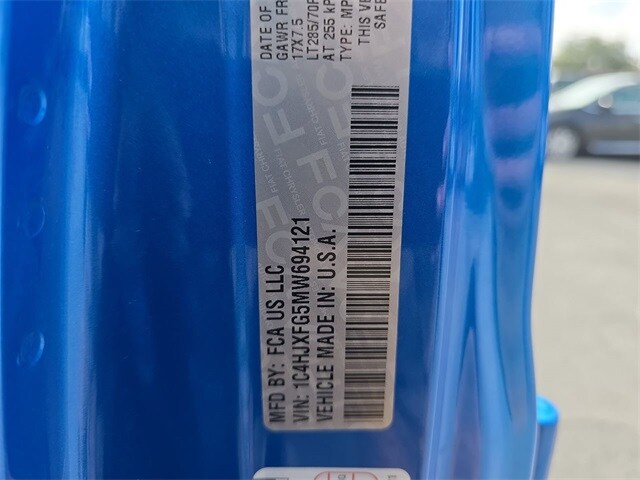 DATE OF
GAWR FR
17X7.5
LT285/70R
AT 255 kP
TYPE: MP
THIS VE
SAFE
MFD BY: FCA US LLC
VIN: 1C4HJXFG5MW694121
VEHICLE MADE IN: U.S.A.